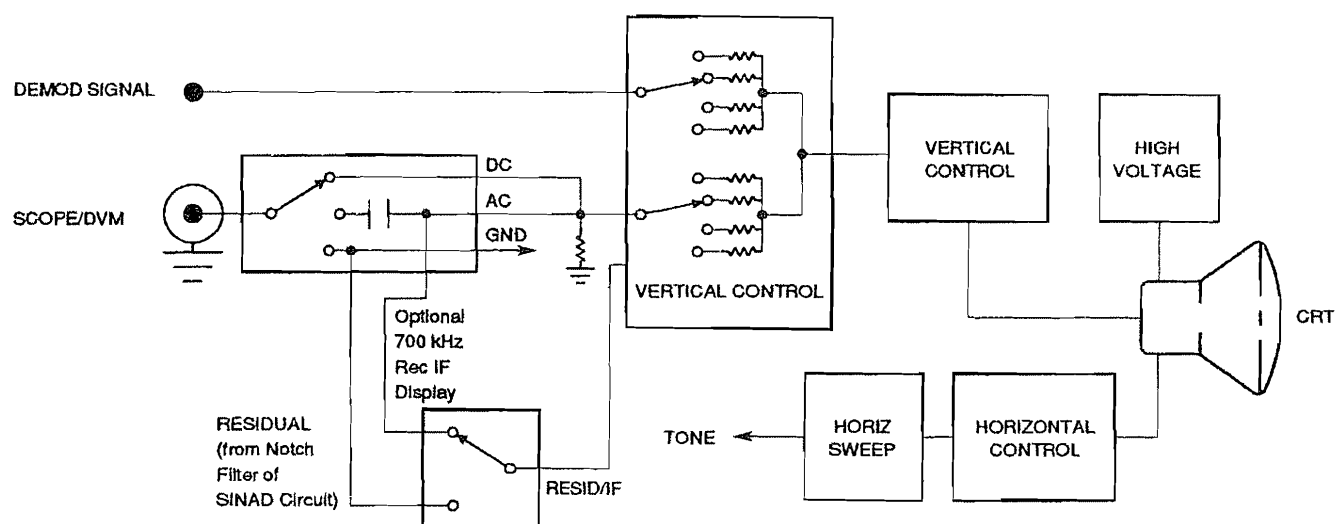 DEMOD SIGNAL
SCOPE/DVM
DC
AC
GND
VERTICAL CONTROL
VERTICAL
CONTROL
HIGH
VOLTAGE
CRT
Optional
700 kHz
Rec IF
Display
RESIDUAL
(from Notch
Filter of
SINAD Circuit)
RESID/IF
TONE
HORIZ
SWEEP
HORIZONTAL
CONTROL